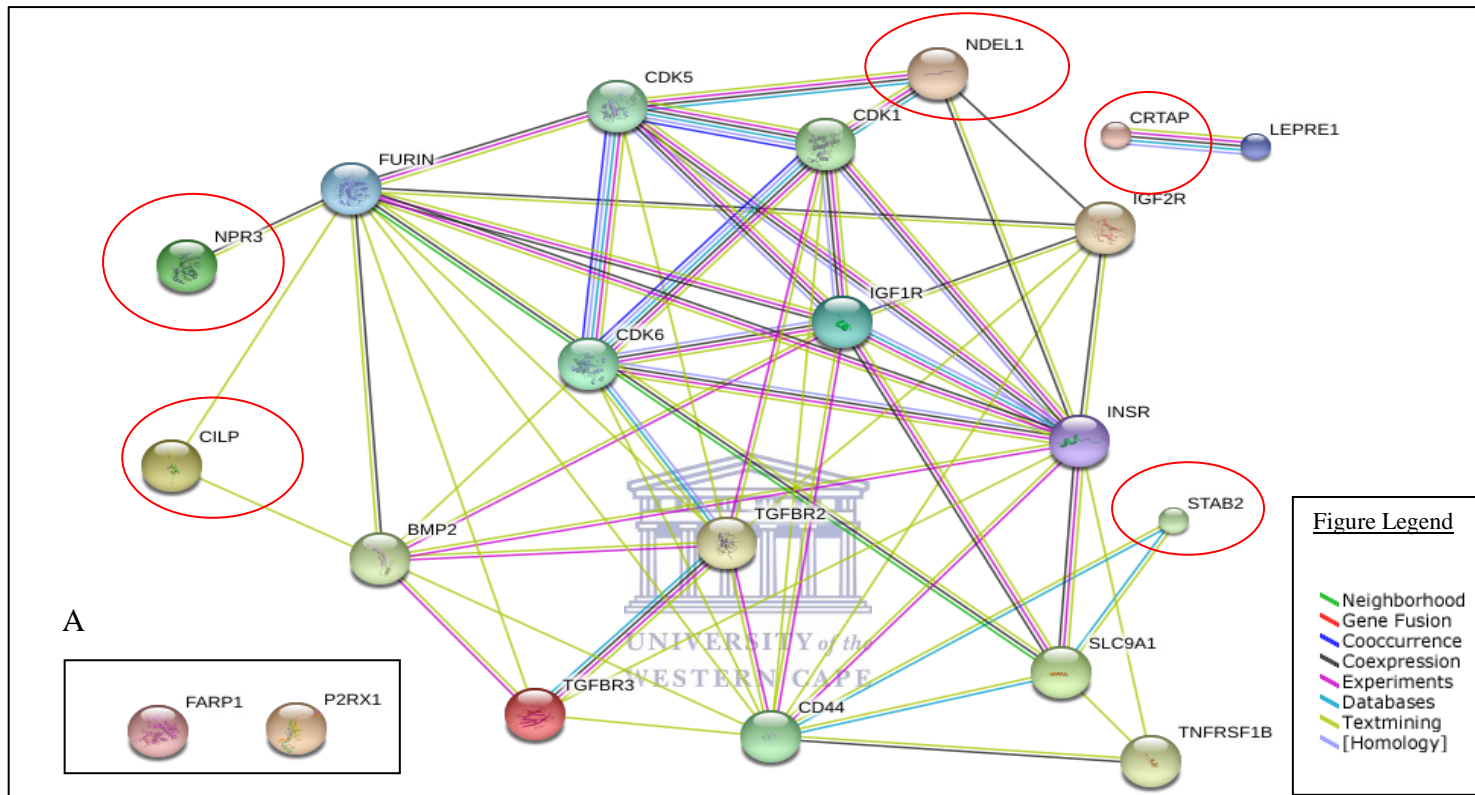 NDEL1
CDK5
CDK1
CRTAP
LEPRE1
FURIN
IGF2R
NPR3
IGF1R
CDK6
INSR
CILP
STAB2
TGFBR2
BMP2
Figure Legend
Neighborhood
Gene Fusion
Cooccurrence
Coexpression
Experiments
Databases
Textmining
[Homology]
A
UNIVERSITY of the
WESTERN CAPE
SLC9A1
TGFBR3
CD44
FARP1
P2RX1
TNFRSF1B